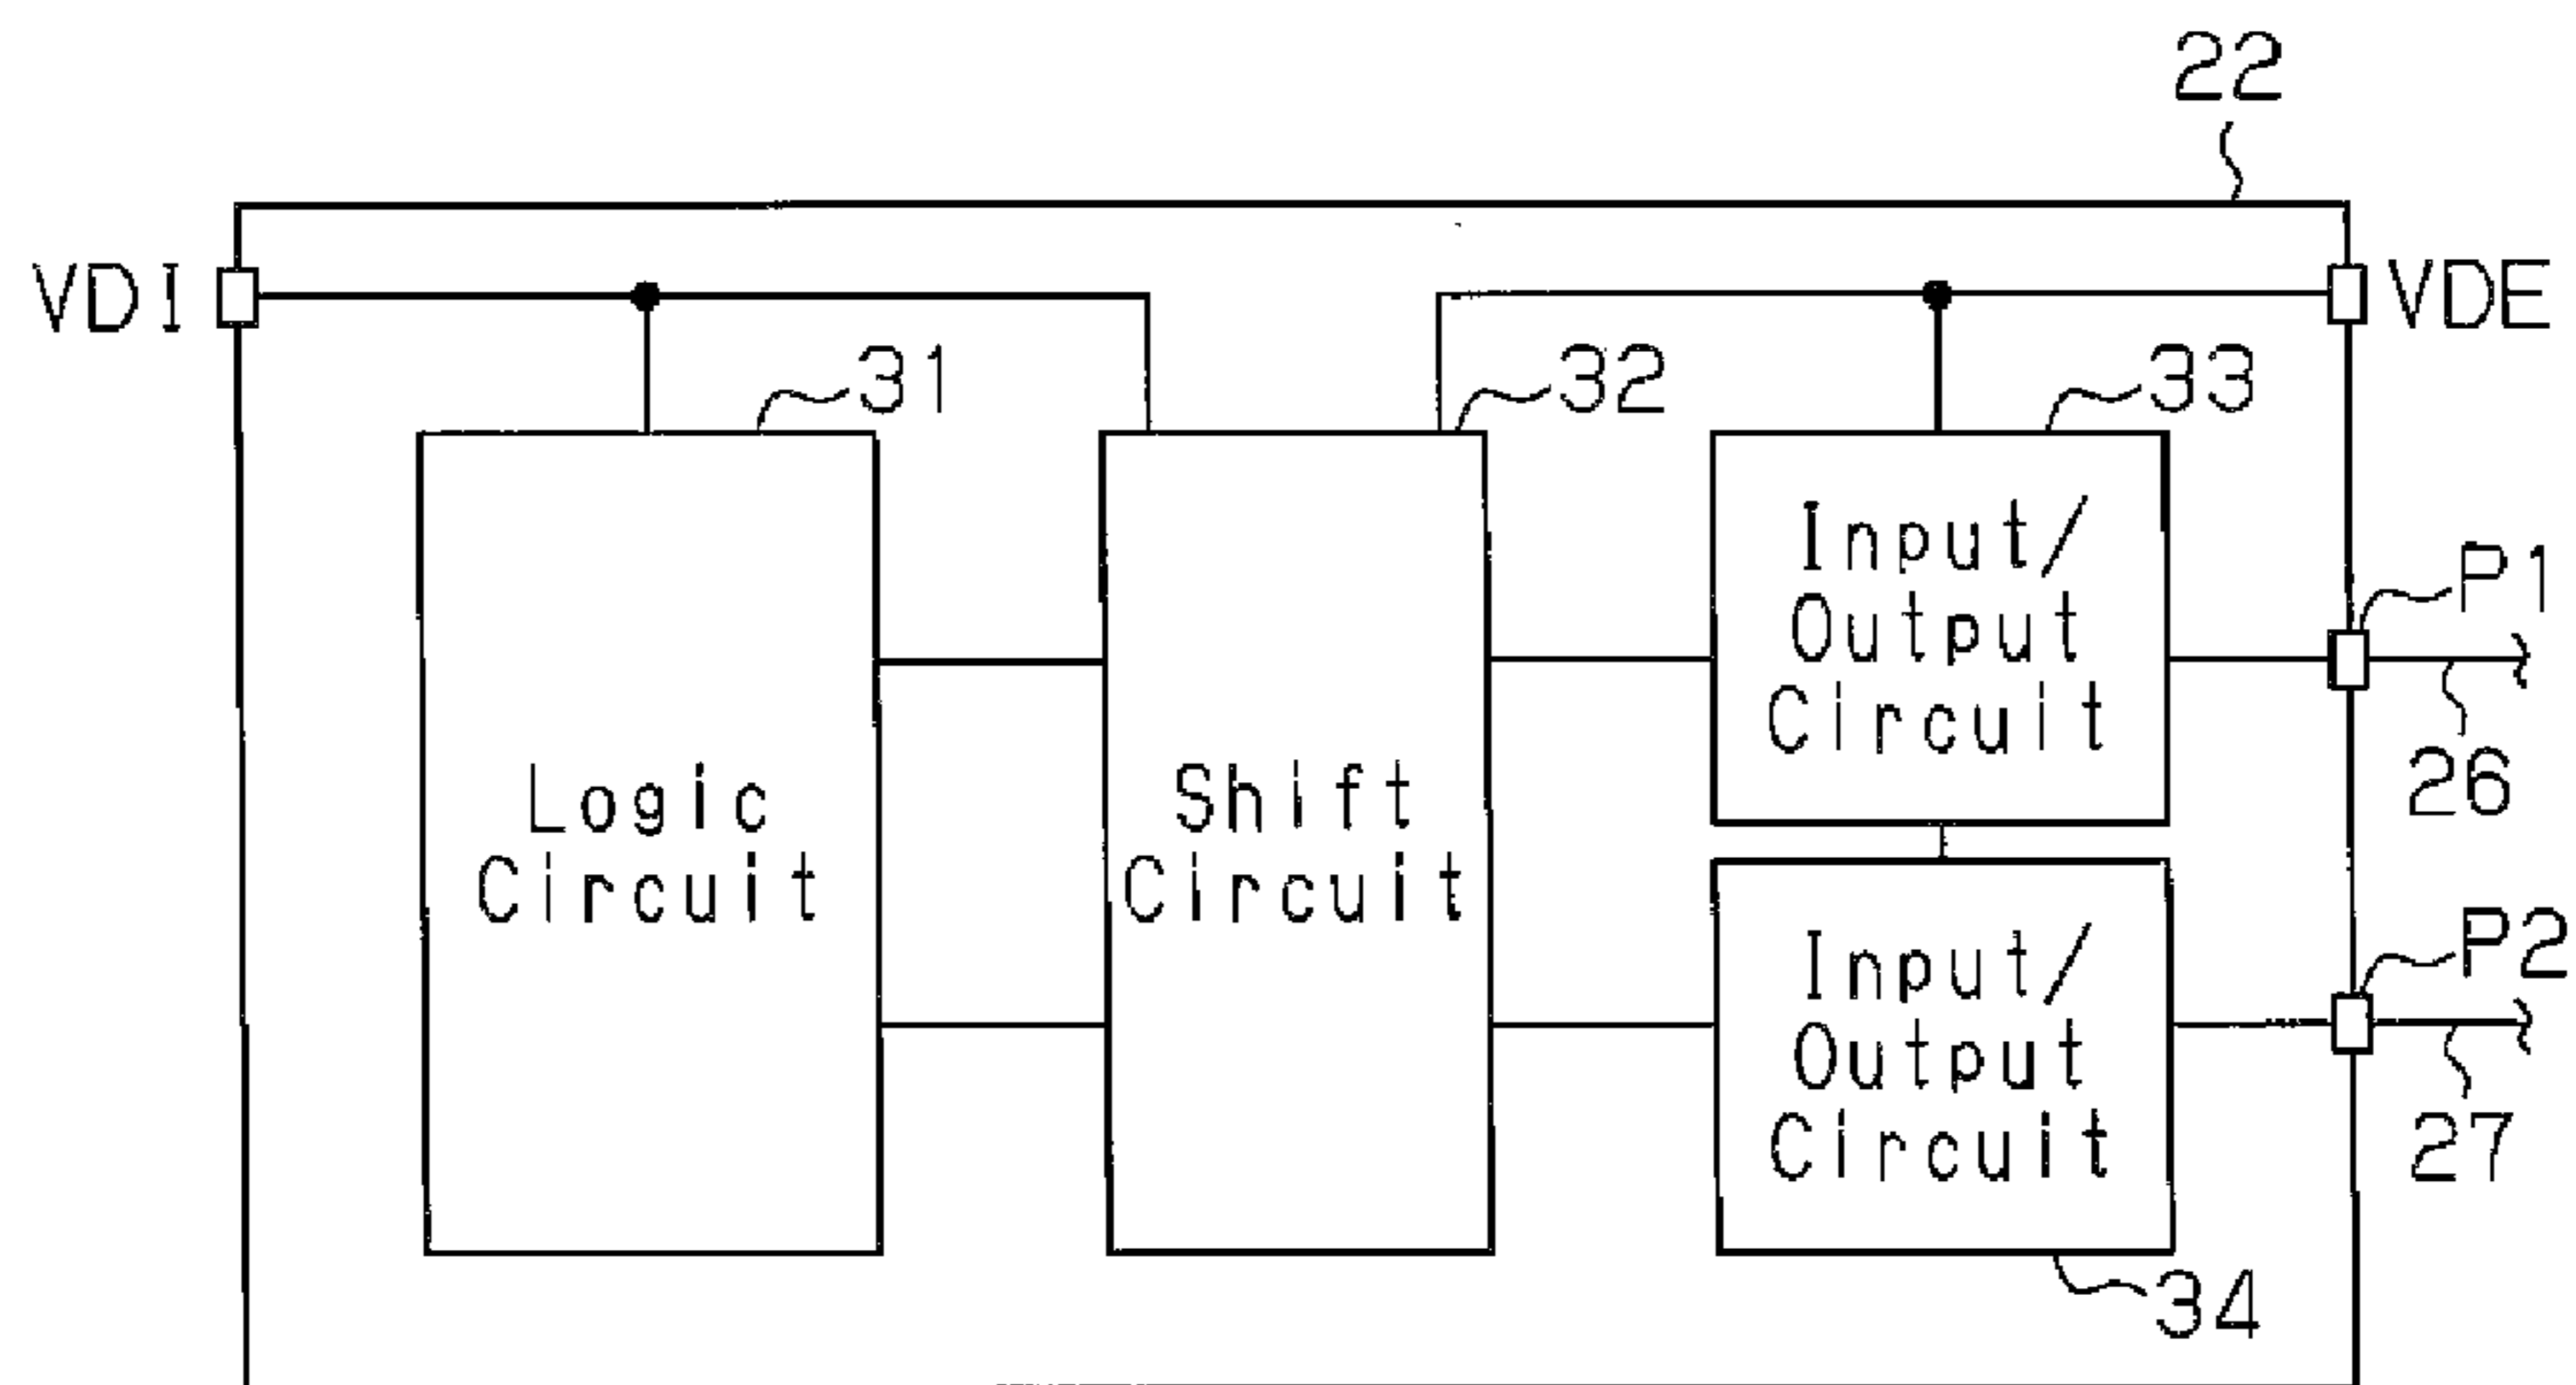 22
VDI
VDE
31
32
33
Input/
Output
Circuit
P1
26
Logic
Circuit
Shift
Circuit
Input/
Output
Circuit
P2
27
34